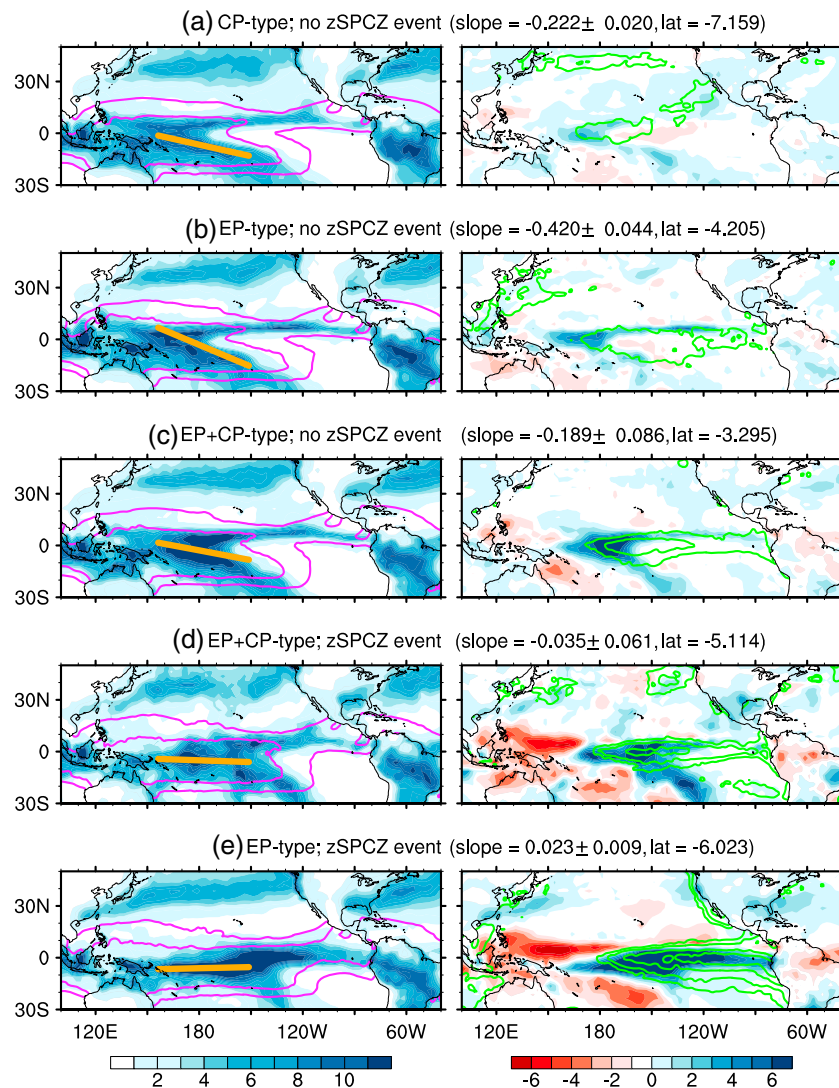 (a) CP-type; no zSPCZ event (slope = -0.222± 0.020, lat = -7.159)
30N
0
30S
(b) EP-type; no zSPCZ event (slope = -0.420± 0.044, lat = -4.205)
30N
0
30S
(c) EP+CP-type; no zSPCZ event (slope = -0.189± 0.086, lat = -3.295)
30N
0
30S
(d) EP+CP-type; zSPCZ event (slope = -0.035± 0.061, lat = -5.114)
30N
0
30S
(e) EP-type; zSPCZ event (slope = 0.023± 0.009, lat = -6.023)
30N
0
30S
120E 180 120W 60W 120E 180 120W 60W
2 4 6 8 10 -6 -4 -2 0 2 4 6